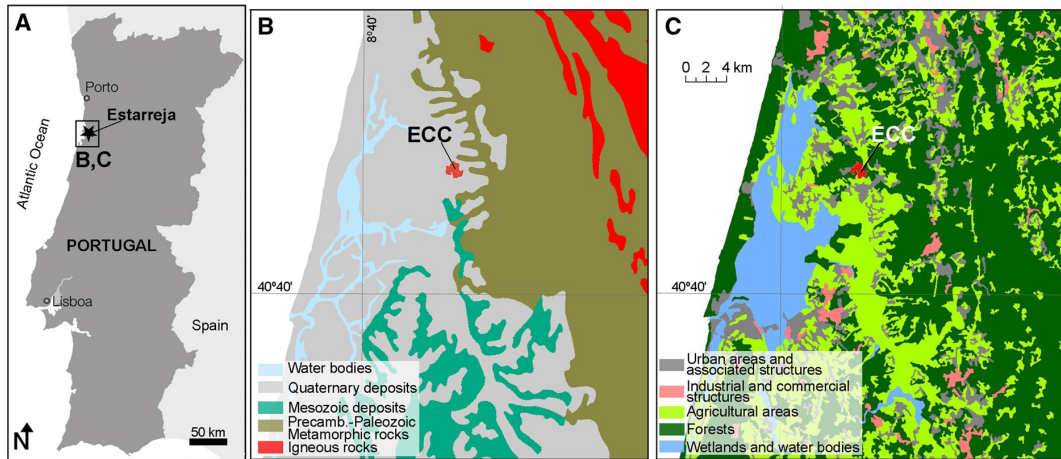 A
Porto
Estarreja
B,C
Atlantic Ocean
PORTUGAL
Lisboa
Spain
N
50 km
B
8°40'
ECC
40°40'
Water bodies
Quaternary deposits
Mesozoic deposits
Precamb.-Paleozoic
Metamorphic rocks
Igneous rocks
C
0 2 4 km
ECC
40°40'
Urban areas and
associated structures
Industrial and commercial
structures
Agricultural areas
Forests
Wetlands and water bodies